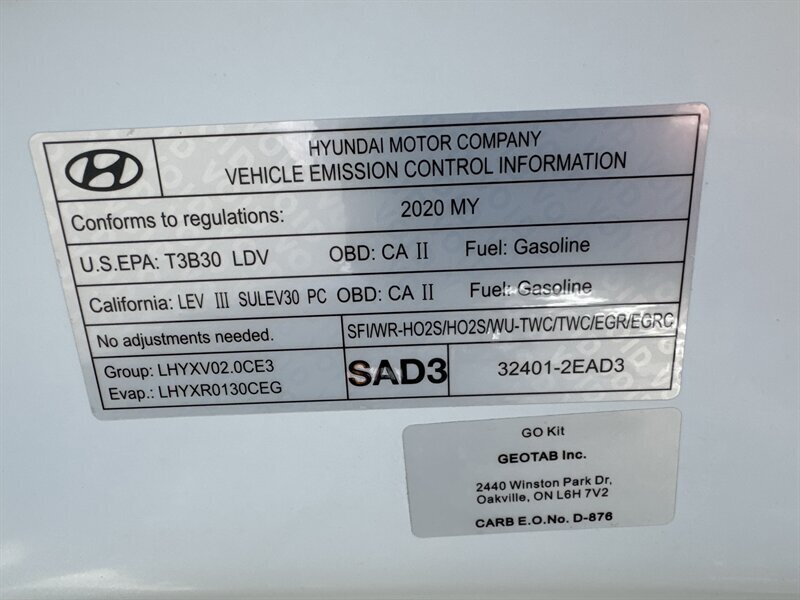 HYUNDAI MOTOR COMPANY
VEHICLE EMISSION CONTROL INFORMATION
Conforms to regulations: 2020 MY
U.S.EPA: T3B30 LDV OBD: CA II Fuel: Gasoline
California: LEV III SULEV30 PC OBD: CA II Fuel: Gasoline
No adjustments needed. SFI/WR-HO2S/HO2S/WU-TWC/TWC/EGR/EGRC
Group: LHYXV02.0CE3
Evap.: LHYXR0130CEG
SAD3 32401-2EAD3
GO Kit
GEOTAB Inc.
2440 Winston Park Dr,
Oakville, ON L6H 7V2
CARB E.O.No. D-876